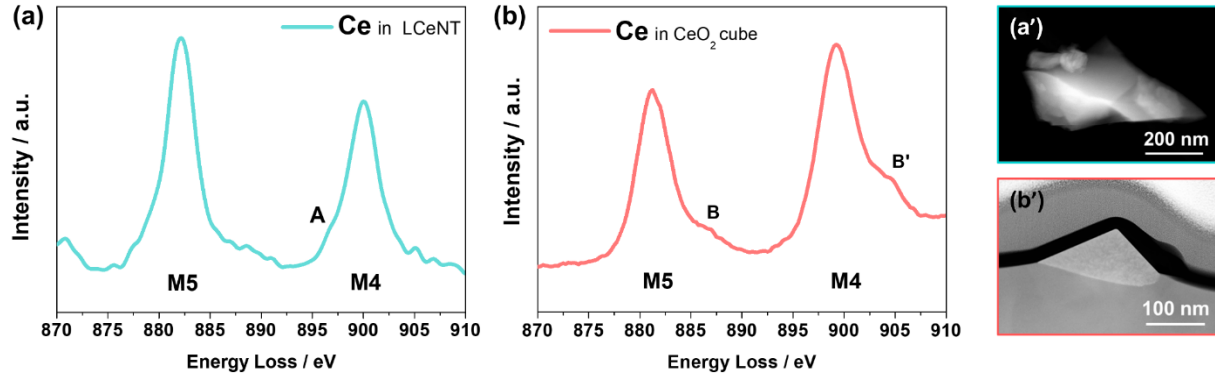 (a)
Ce in LCeNT
Intensity / a.u.
A
M5
M4
870 875 880 885 890 895 900 905 910
Energy Loss / eV
(b)
Ce in CeO₂ cube
Intensity / a.u.
B
B'
M5
M4
870 875 880 885 890 895 900 905 910
Energy Loss / eV
(a')
200 nm
(b')
100 nm